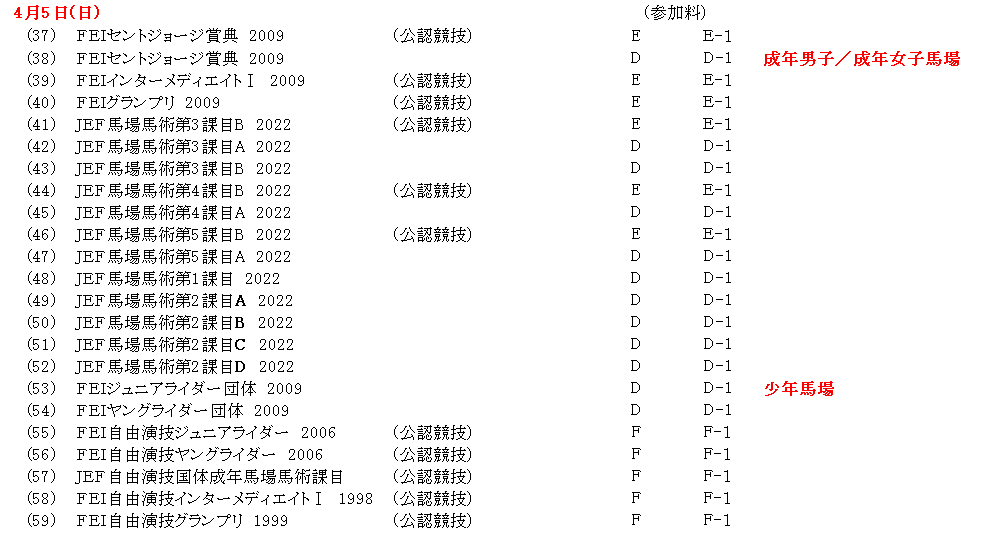 4月5日(日) (参加料)
(37) FEIセントジョージ賞典 2009 (公認競技) E E-1
(38) FEIセントジョージ賞典 2009 D D-1 成年男子／成年女子馬場
(39) FEIインターメディエイトⅠ 2009 (公認競技) E E-1
(40) FEIグランプリ 2009 (公認競技) E E-1
(41) JEF馬場馬術第3課目B 2022 (公認競技) E E-1
(42) JEF馬場馬術第3課目A 2022 D D-1
(43) JEF馬場馬術第3課目B 2022 D D-1
(44) JEF馬場馬術第4課目B 2022 (公認競技) E E-1
(45) JEF馬場馬術第4課目A 2022 D D-1
(46) JEF馬場馬術第5課目B 2022 (公認競技) E E-1
(47) JEF馬場馬術第5課目A 2022 D D-1
(48) JEF馬場馬術第1課目 2022 D D-1
(49) JEF馬場馬術第2課目A 2022 D D-1
(50) JEF馬場馬術第2課目B 2022 D D-1
(51) JEF馬場馬術第2課目C 2022 D D-1
(52) JEF馬場馬術第2課目D 2022 D D-1
(53) FEIジュニアライダー団体 2009 D D-1 少年馬場
(54) FEIヤングライダー団体 2009 D D-1
(55) FEI自由演技ジュニアライダー 2006 (公認競技) F F-1
(56) FEI自由演技ヤングライダー 2006 (公認競技) F F-1
(57) JEF自由演技国体成年馬場馬術課目 (公認競技) F F-1
(58) FEI自由演技インターメディエイトⅠ 1998 (公認競技) F F-1
(59) FEI自由演技グランプリ 1999 (公認競技) F F-1